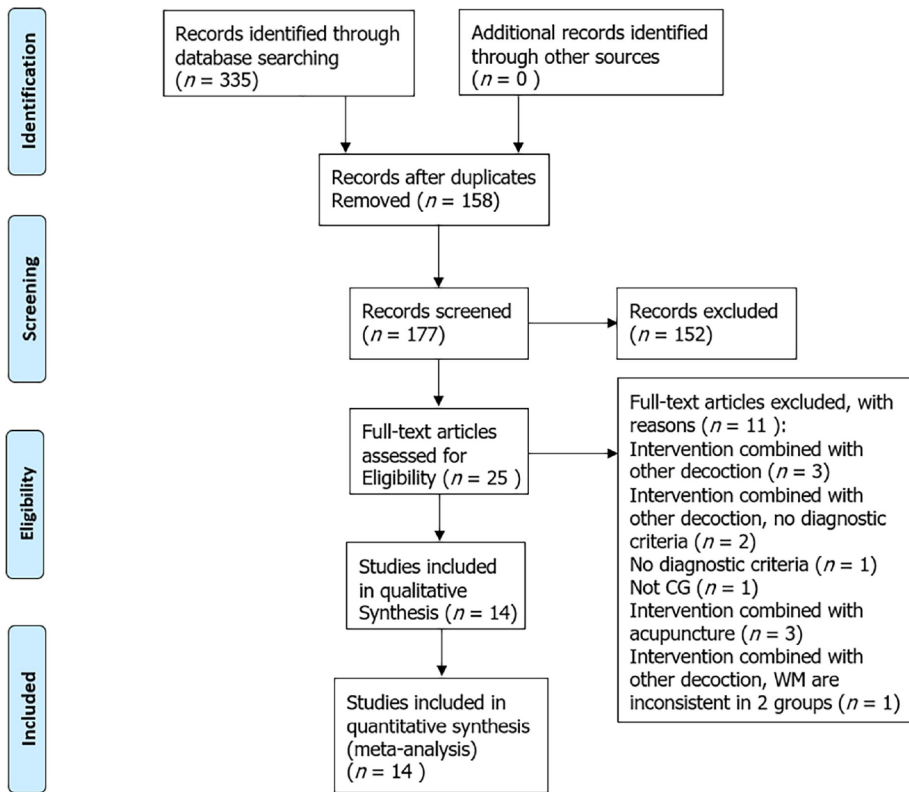 Identification
Records identified through
database searching
(n = 335)
Additional records identified
through other sources
(n = 0 )
Records after duplicates
Removed (n = 158)
Screening
Records screened
(n = 177)
Records excluded
(n = 152)
Eligibility
Full-text articles
assessed for
Eligibility (n = 25 )
Full-text articles excluded, with
reasons (n = 11 ):
Intervention combined with
other decoction (n = 3)
Intervention combined with
other decoction, no diagnostic
criteria (n = 2)
No diagnostic criteria (n = 1)
Not CG (n = 1)
Intervention combined with
acupuncture (n = 3)
Intervention combined with
other decoction, WM are
inconsistent in 2 groups (n = 1)
Studies included
in qualitative
Synthesis (n = 14)
Included
Studies included in
quantitative synthesis
(meta-analysis)
(n = 14 )